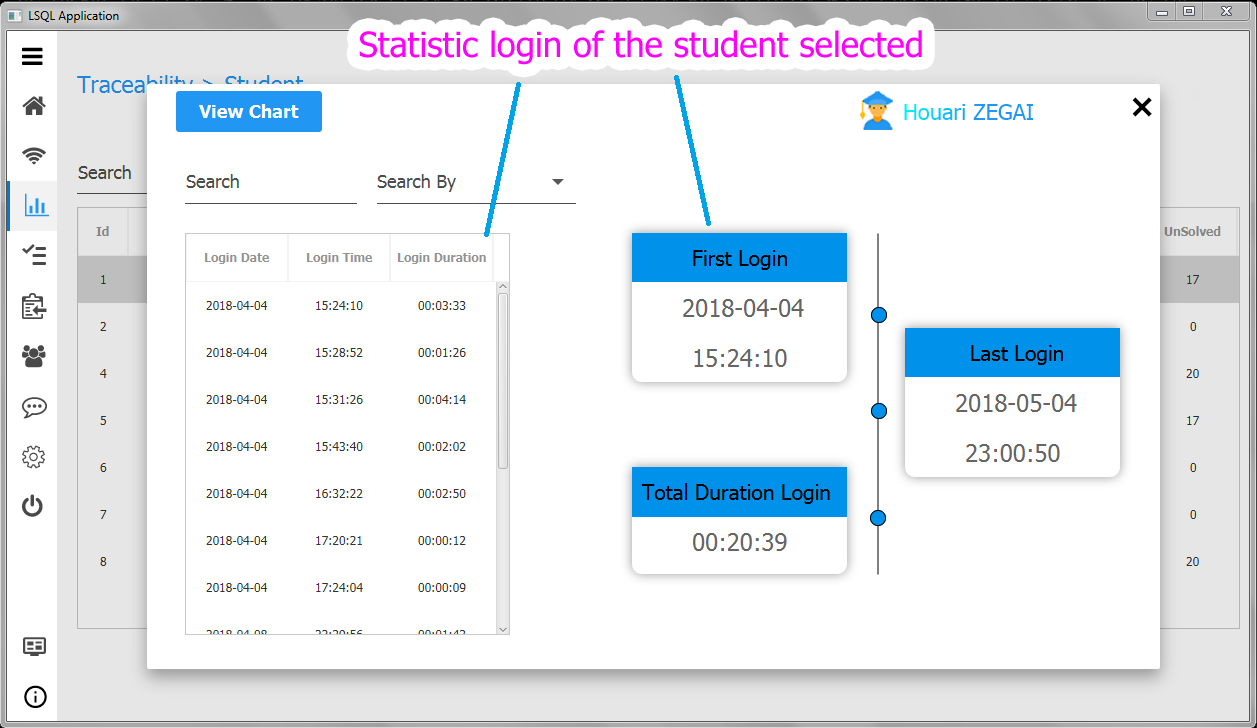 LSQL Application
Statistic login of the student selected
Traceability > Student
View Chart
Houari ZEGAI
Search
Search
Search By
Id
UnSolved
Login Date Login Time Login Duration
2018-04-04 15:24:10 00:03:33
2018-04-04 15:28:52 00:01:26
2018-04-04 15:31:26 00:04:14
2018-04-04 15:43:40 00:02:02
2018-04-04 16:32:22 00:02:50
2018-04-04 17:20:21 00:00:12
2018-04-04 17:24:04 00:00:09
First Login
2018-04-04
15:24:10
Last Login
2018-05-04
23:00:50
Total Duration Login
00:20:39
1 17
2 0
4 20
5 17
6 0
7 0
8 20